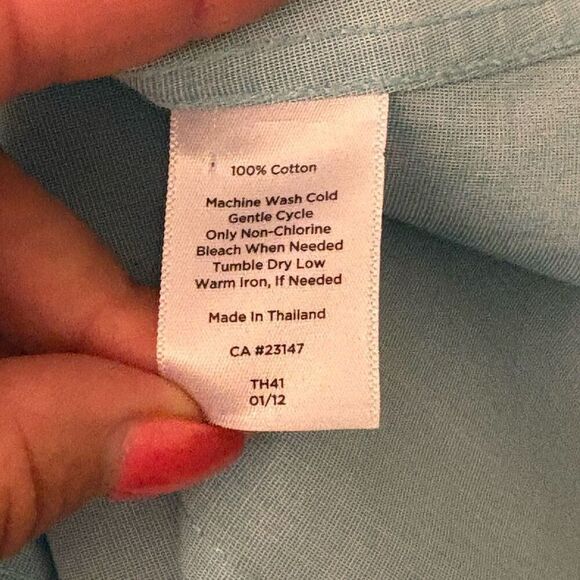 100% Cotton
Machine Wash Cold
Gentle Cycle
Only Non-Chlorine
Bleach When Needed
Tumble Dry Low
Warm Iron, If Needed
Made In Thailand
CA #23147
TH41
01/12